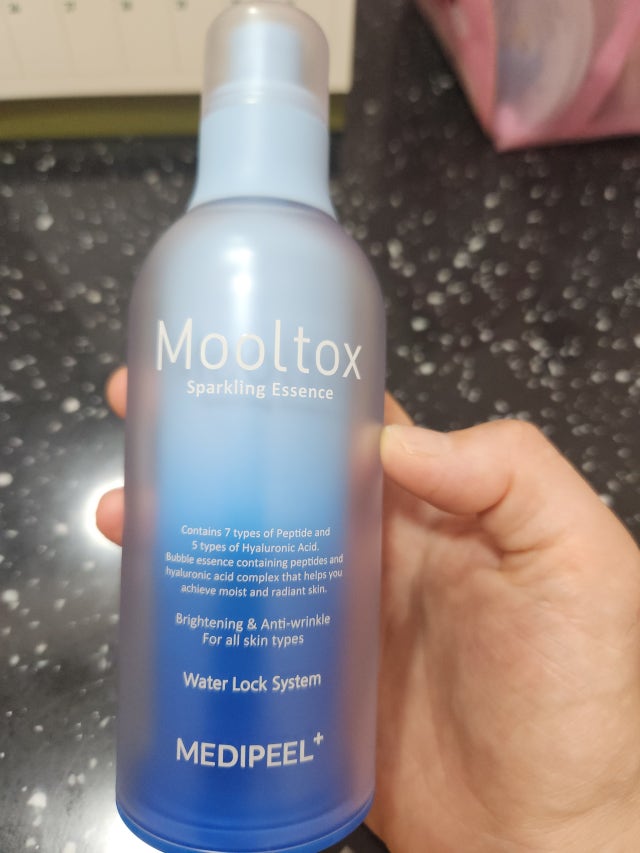 Mooltox
Sparkling Essence
Contains 7 types of Peptide and
5 types of Hyaluronic Acid.
Bubble essence containing peptides and
hyaluronic acid complex that helps you
achieve moist and radiant skin.
Brightening & Anti-wrinkle
For all skin types
Water Lock System
MEDIPEEL+